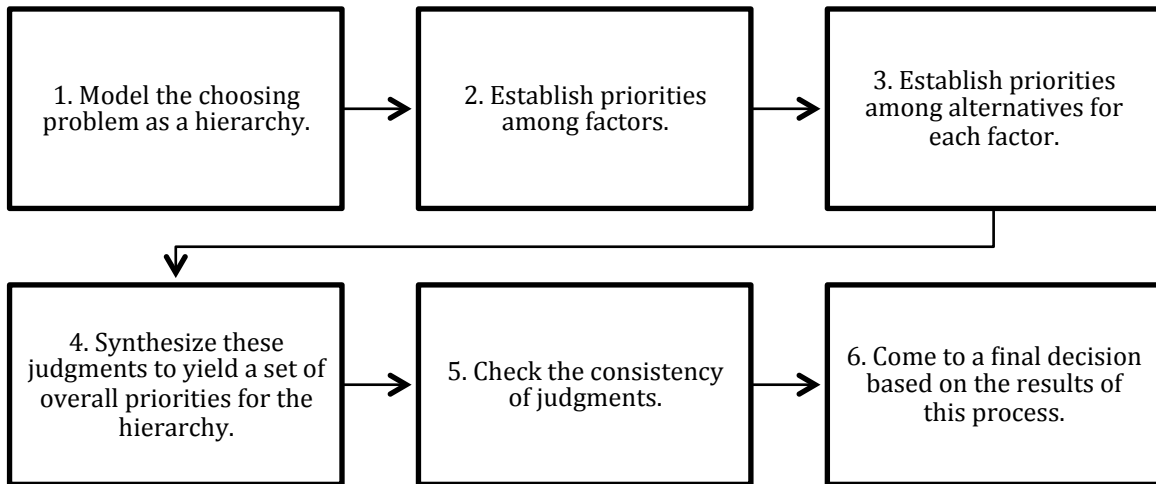 1. Model the choosing
problem as a hierarchy.
2. Establish priorities
among factors.
3. Establish priorities
among alternatives for
each factor.
4. Synthesize these
judgments to yield a set of
overall priorities for the
hierarchy.
5. Check the consistency
of judgments.
6. Come to a final decision
based on the results of
this process.